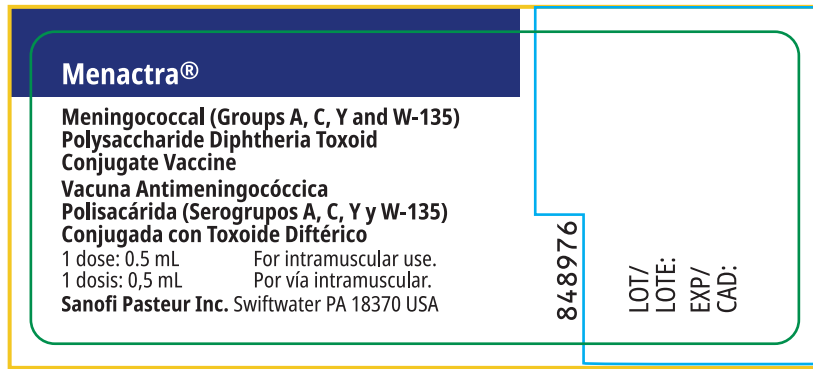 Menactra®
Meningococcal (Groups A, C, Y and W-135)
Polysaccharide Diphtheria Toxoid
Conjugate Vaccine
Vacuna Antimeningocóccica
Polisacárida (Serogrupos A, C, Y y W-135)
Conjugada con Toxoide Diftérico
1 dose: 0.5 mL For intramuscular use.
1 dosis: 0,5 mL Por vía intramuscular.
Sanofi Pasteur Inc. Swiftwater PA 18370 USA
848976
LOT/
LOTE:
EXP/
CAD: